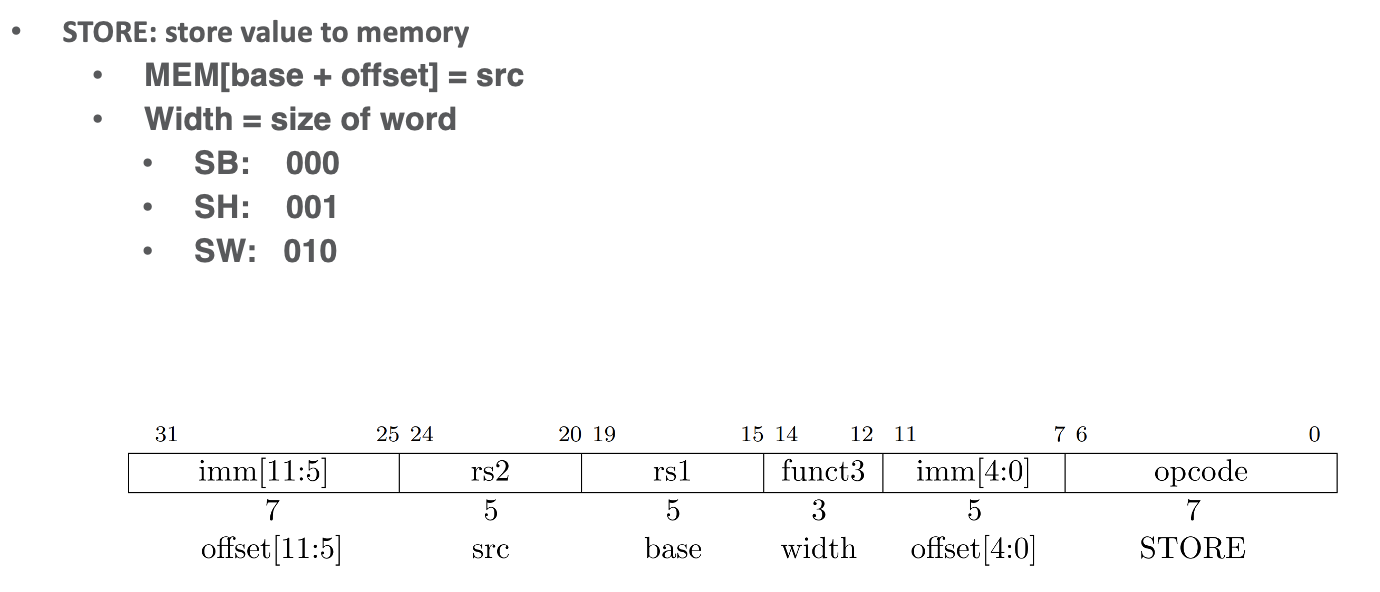 • STORE: store value to memory
• MEM[base + offset] = src
• Width = size of word
• SB: 000
• SH: 001
• SW: 010
31 25 24 20 19 15 14 12 11 7 6 0
imm[11:5] rs2 rs1 funct3 imm[4:0] opcode
7 5 5 3 5 7
offset[11:5] src base width offset[4:0] STORE